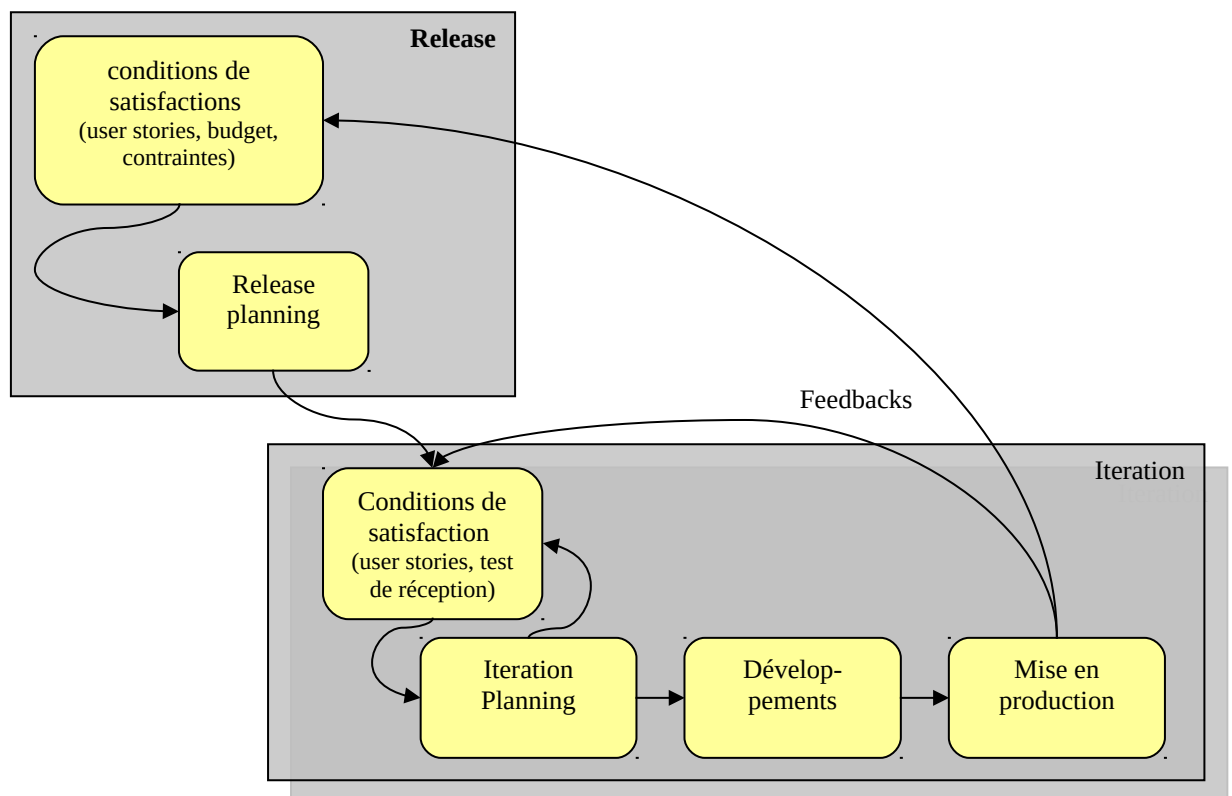 Release
conditions de
satisfactions
(user stories, budget,
contraintes)
Release
planning
Feedbacks
Iteration
Conditions de
satisfaction
(user stories, test
de réception)
Iteration
Planning
Dévelop-
pements
Mise en
production